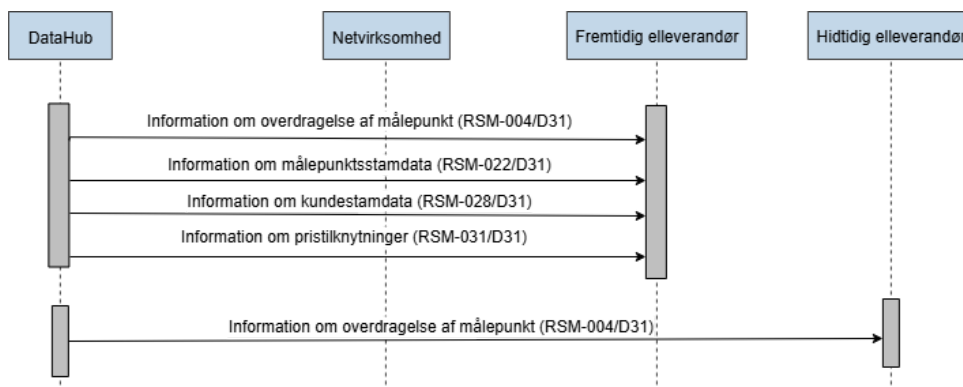 DataHub
Netvirksomhed
Fremtidig elleverandør
Hidtidig elleverandør
Information om overdragelse af målepunkt (RSM-004/D31)
Information om målepunktsstamdata (RSM-022/D31)
Information om kundestamdata (RSM-028/D31)
Information om pristilknytninger (RSM-031/D31)
Information om overdragelse af målepunkt (RSM-004/D31)